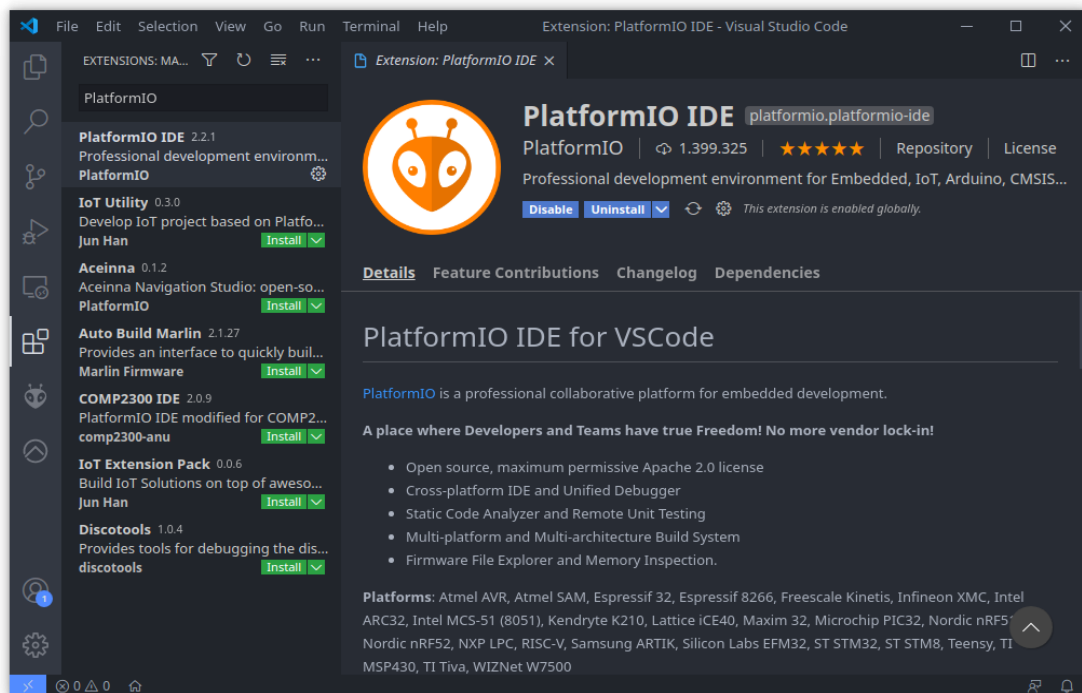 File Edit Selection View Go Run Terminal Help Extension: PlatformIO IDE - Visual Studio Code
EXTENSIONS: MA...
PlatformIO
PlatformIO IDE 2.2.1
Professional development environm...
PlatformIO
IoT Utility 0.3.0
Develop IoT project based on Platfo...
Jun Han Install
Aceinna 0.1.2
Aceinna Navigation Studio: open-so...
PlatformIO Install
Auto Build Marlin 2.1.27
Provides an interface to quickly buil...
Marlin Firmware Install
COMP2300 IDE 2.0.9
PlatformIO IDE modified for COMP2...
comp2300-anu Install
IoT Extension Pack 0.0.6
Build IoT Solutions on top of aweso...
Jun Han Install
Discotools 1.0.4
Provides tools for debugging the dis...
discotools Install
1
Extension: PlatformIO IDE
PlatformIO IDE platformio.platformio-ide
PlatformIO 1.399.325 ★★★★★ Repository License
Professional development environment for Embedded, IoT, Arduino, CMSIS...
Disable Uninstall This extension is enabled globally.
Details Feature Contributions Changelog Dependencies
PlatformIO IDE for VSCode
PlatformIO is a professional collaborative platform for embedded development.
A place where Developers and Teams have true Freedom! No more vendor lock-in!
• Open source, maximum permissive Apache 2.0 license
• Cross-platform IDE and Unified Debugger
• Static Code Analyzer and Remote Unit Testing
• Multi-platform and Multi-architecture Build System
• Firmware File Explorer and Memory Inspection.
Platforms: Atmel AVR, Atmel SAM, Espressif 32, Espressif 8266, Freescale Kinetis, Infineon XMC, Intel
ARC32, Intel MCS-51 (8051), Kendryte K210, Lattice iCE40, Maxim 32, Microchip PIC32, Nordic
Nordic nRF52, NXP LPC, RISC-V, Samsung ARTIK, Silicon Labs EFM32, ST STM32, ST STM8, Teensy, TI
MSP430, TI Tiva, WIZNet W7500
0 0